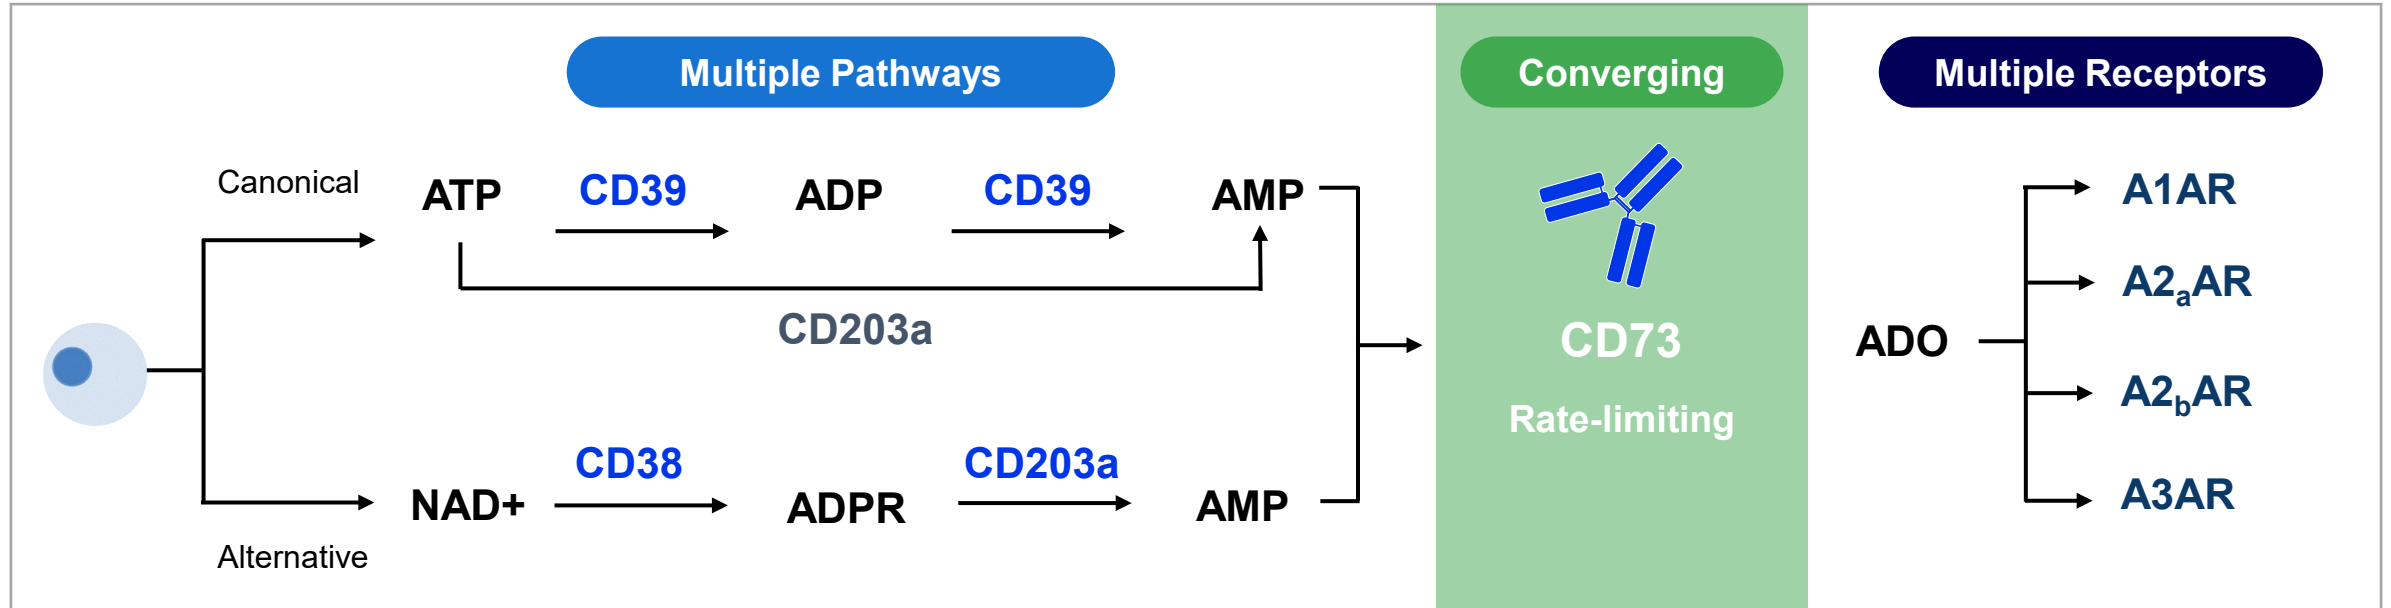 Multiple Pathways
Converging
Multiple Receptors
Canonical
ATP
CD39
ADP
CD39
AMP
CD203a
Alternative
NAD+
CD38
ADPR
CD203a
AMP
CD73
Rate-limiting
ADO
A1AR
A2aAR
A2bAR
A3AR